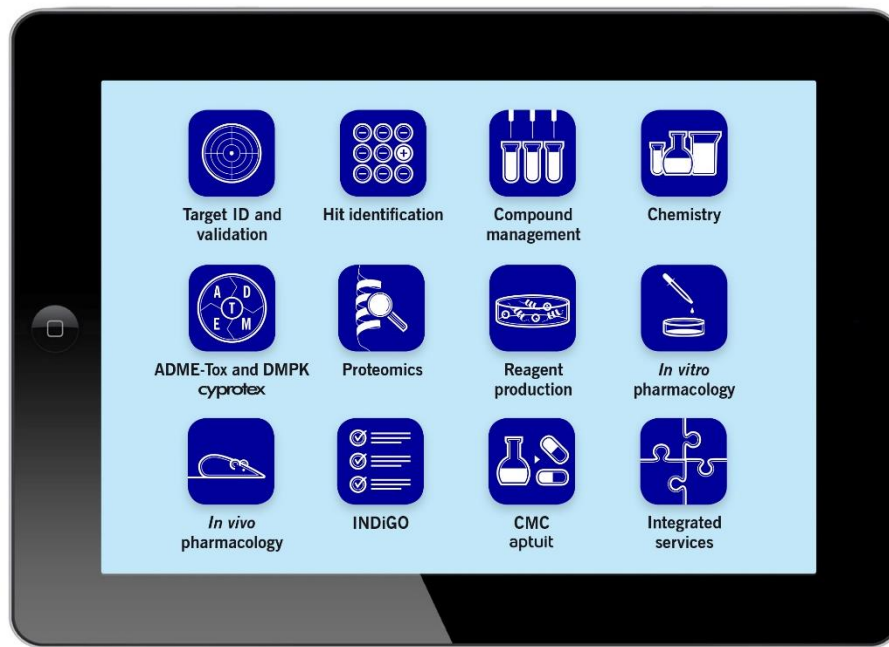 Target ID and
validation
Hit identification
Compound
management
Chemistry
A D
T
E M
ADME-Tox and DMPK
cyprotex
Proteomics
Reagent
production
In vitro
pharmacology
In vivo
pharmacology
INDiGO
CMC
aptuit
Integrated
services